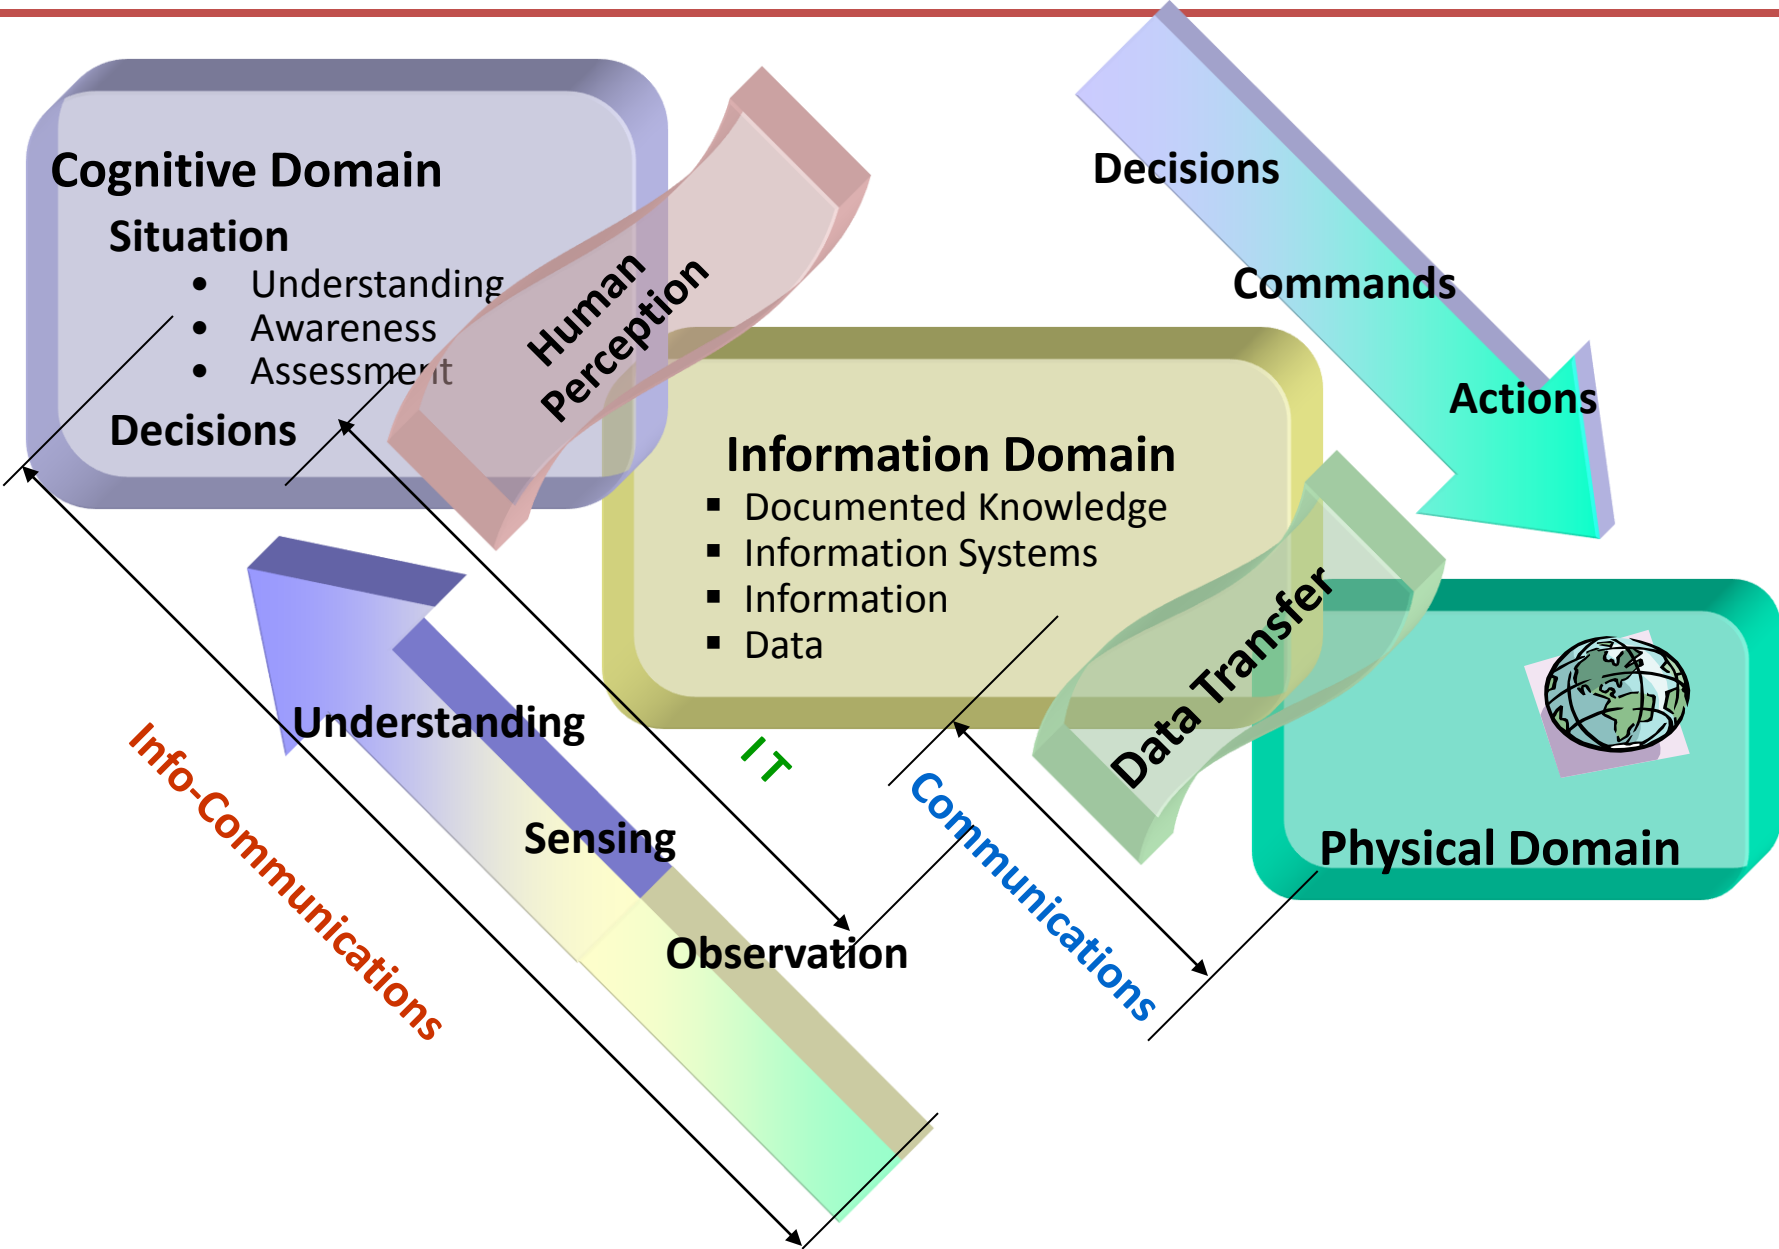 Cognitive Domain
Situation
• Understanding
• Awareness
• Assessment
Decisions
Human
Perception
Information Domain
▪ Documented Knowledge
▪ Information Systems
▪ Information
▪ Data
Data Transfer
Physical Domain
Decisions
Commands
Actions
Understanding
Sensing
Observation
Info-Communications
I T
Communications